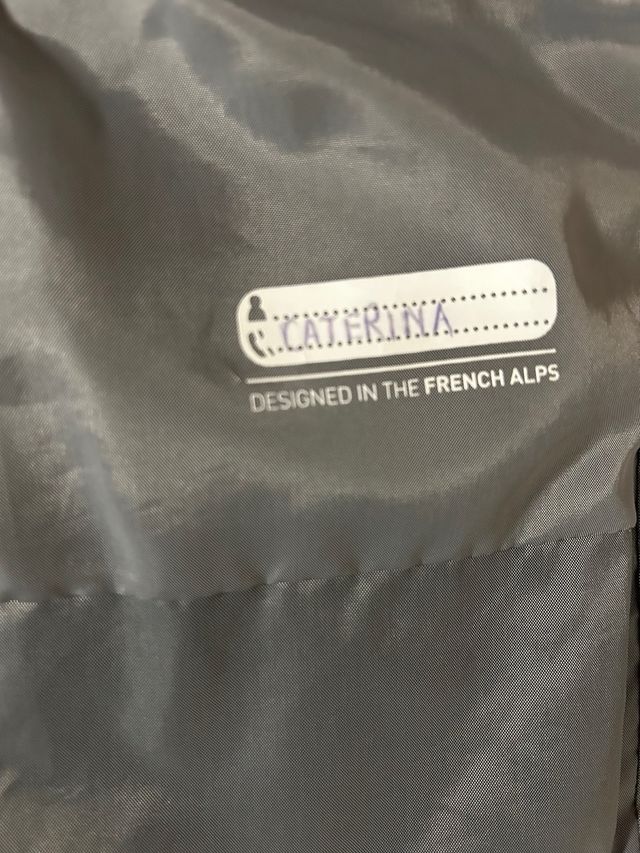 CATERINA
DESIGNED IN THE FRENCH ALPS